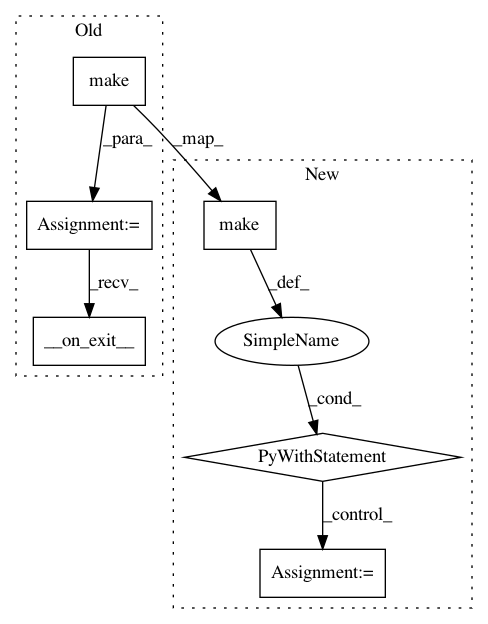 Old
make
_para_
_map_
New
Assignment:=
make
_recv_
_def_
__on_exit__
SimpleName
_cond_
PyWithStatement
_control_
Assignment:=